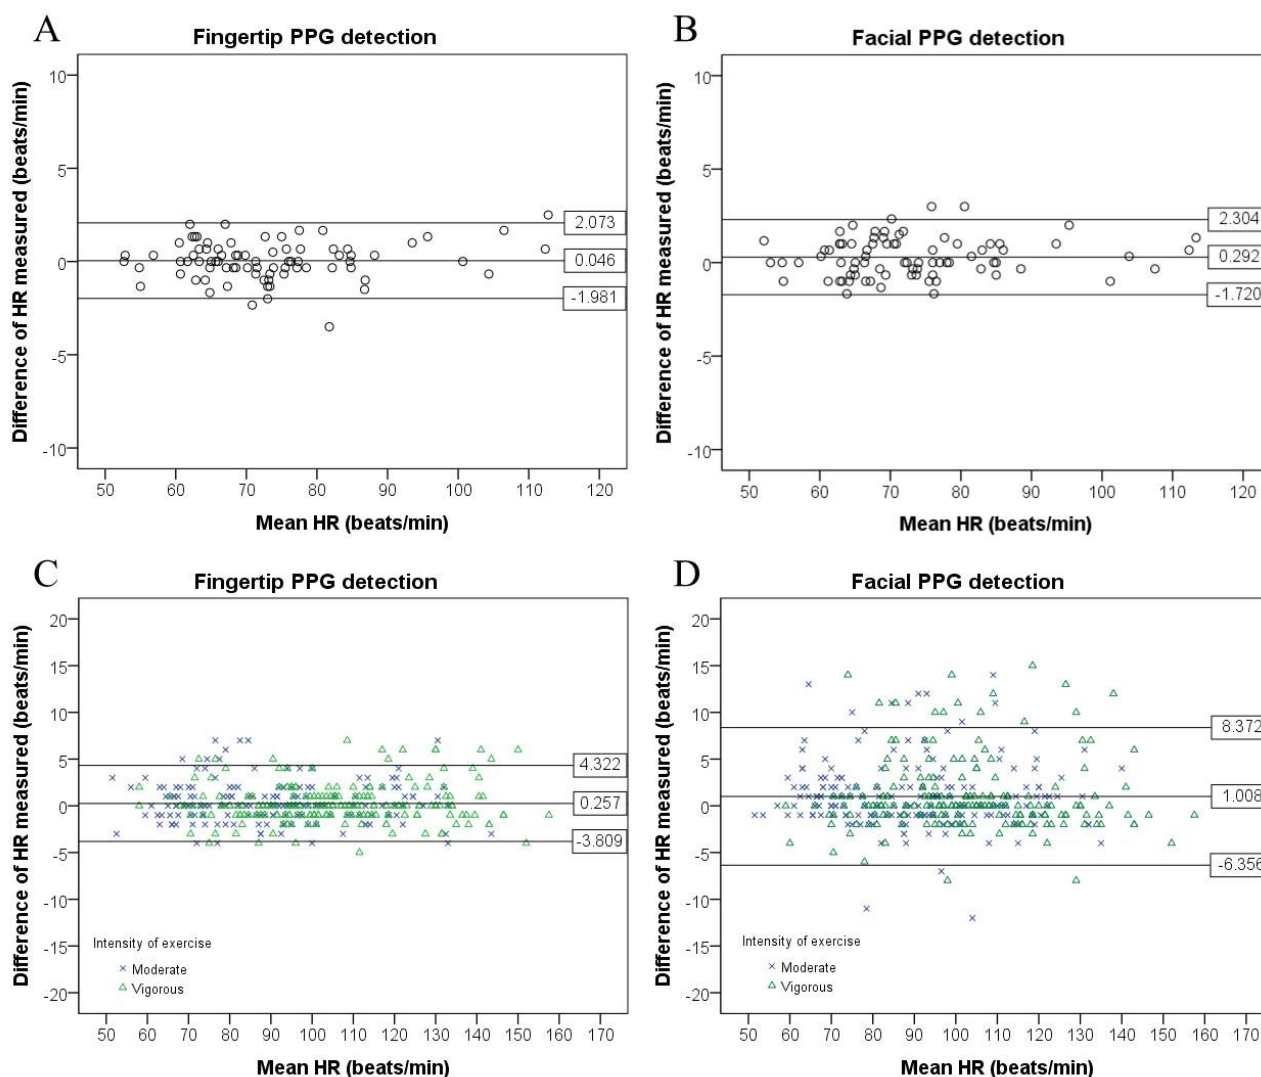 A
Fingertip PPG detection
Difference of HR measured (beats/min)
10
5
0
-5
-10
2.073
0.046
-1.981
50 60 70 80 90 100 110 120
Mean HR (beats/min)
B
Facial PPG detection
Difference of HR measured (beats/min)
10
5
0
-5
-10
2.304
0.292
-1.720
50 60 70 80 90 100 110 120
Mean HR (beats/min)
C
Fingertip PPG detection
Difference of HR measured (beats/min)
20
15
10
5
0
-5
-10
-15
-20
4.322
0.257
-3.809
Intensity of exercise
Moderate
Vigorous
50 60 70 80 90 100 110 120 130 140 150 160 170
Mean HR (beats/min)
D
Facial PPG detection
Difference of HR measured (beats/min)
20
15
10
5
0
-5
-10
-15
-20
8.372
1.008
-6.356
Intensity of exercise
Moderate
Vigorous
50 60 70 80 90 100 110 120 130 140 150 160 170
Mean HR (beats/min)